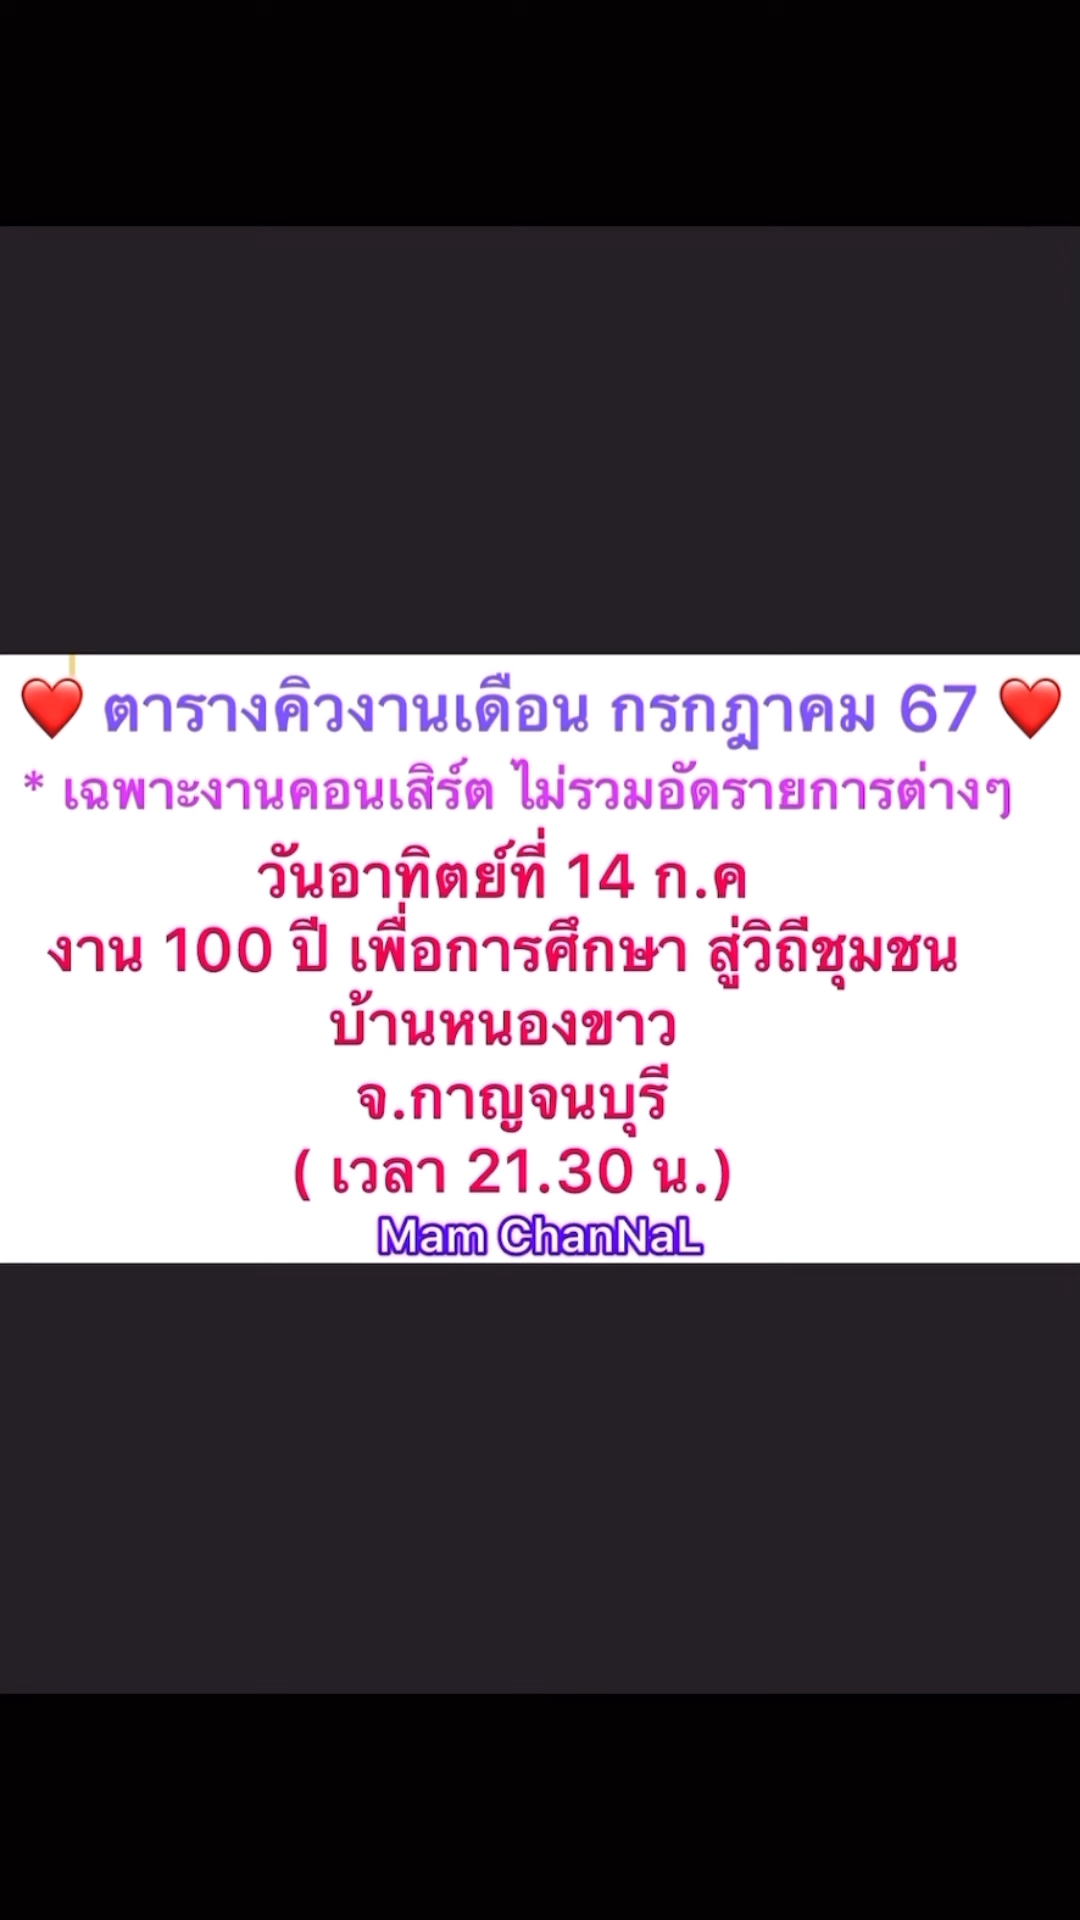 ❤️ ตารางคิวงานเดือน กรกฎาคม 67 ❤️
* เฉพาะงานคอนเสิร์ต ไม่รวมอัดรายการต่างๆ
วันอาทิตย์ที่ 14 ก.ค
งาน 100 ปี เพื่อการศึกษา สู่วิถีชุมชน
บ้านหนองขาว
จ.กาญจนบุรี
( เวลา 21.30 น.)
Mam ChanNaL